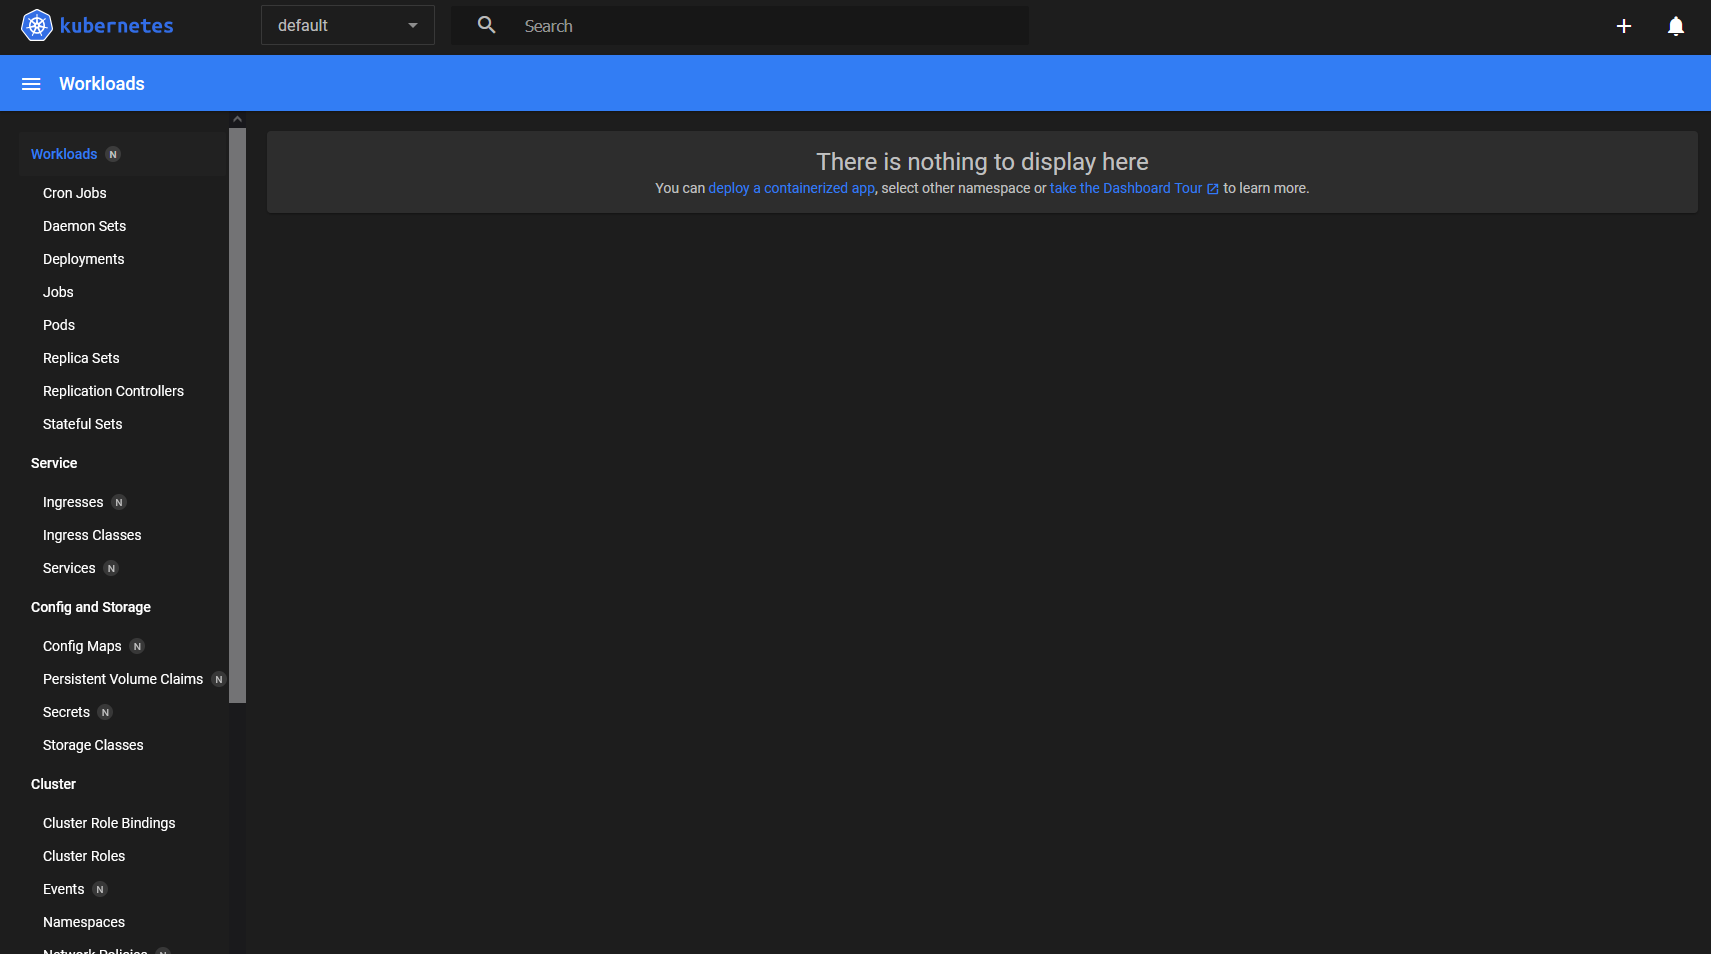 kubernetes
default
Search
Workloads
Workloads N
Cron Jobs
Daemon Sets
Deployments
Jobs
Pods
Replica Sets
Replication Controllers
Stateful Sets
Service
Ingresses N
Ingress Classes
Services N
Config and Storage
Config Maps N
Persistent Volume Claims N
Secrets N
Storage Classes
Cluster
Cluster Role Bindings
Cluster Roles
Events N
Namespaces
Network Policies N
There is nothing to display here
You can deploy a containerized app, select other namespace or take the Dashboard Tour to learn more.